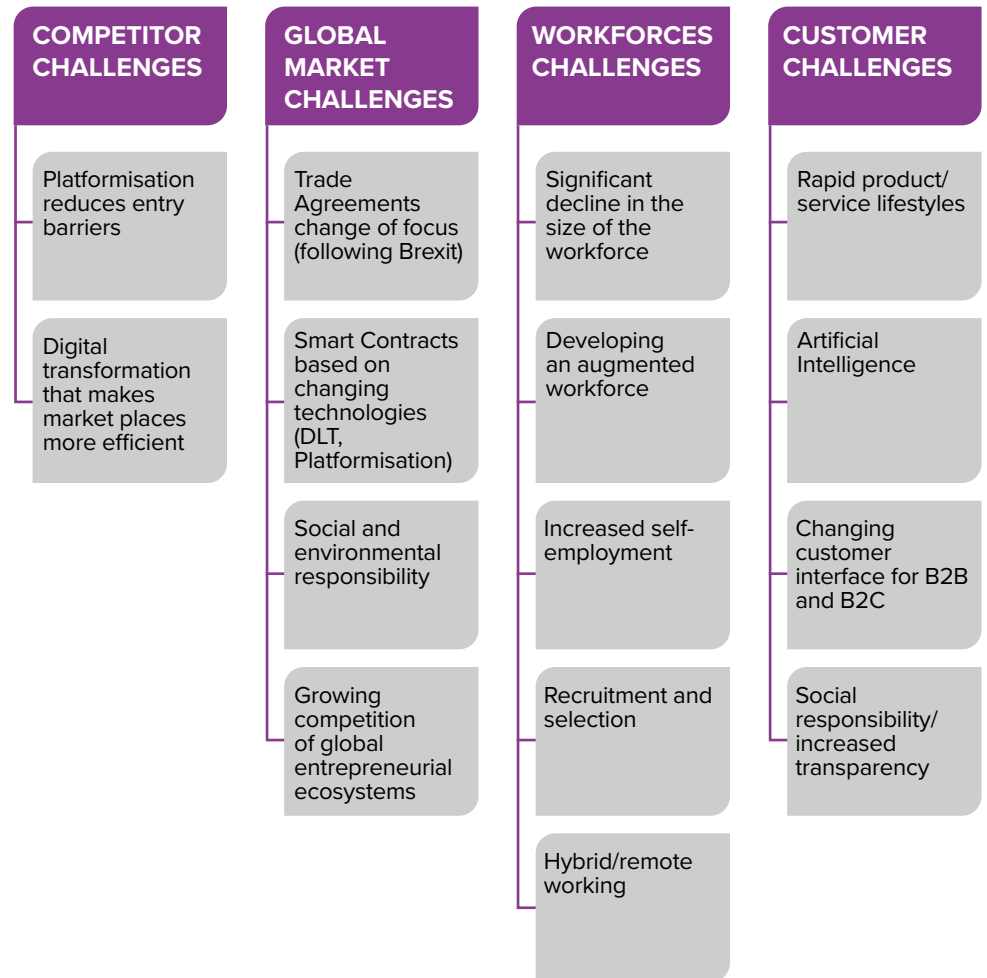 COMPETITOR
CHALLENGES
Platformisation
reduces entry
barriers
Digital
transformation
that makes
market places
more efficient
GLOBAL
MARKET
CHALLENGES
Trade
Agreements
change of focus
(following Brexit)
Smart Contracts
based on
changing
technologies
(DLT,
Platformisation)
Social and
environmental
responsibility
Growing
competition
of global
entrepreneurial
ecosystems
WORKFORCES
CHALLENGES
Significant
decline in the
size of the
workforce
Developing
an augmented
workforce
Increased self-
employment
Recruitment and
selection
Hybrid/remote
working
CUSTOMER
CHALLENGES
Rapid product/
service lifestyles
Artificial
Intelligence
Changing
customer
interface for B2B
and B2C
Social
responsibility/
increased
transparency